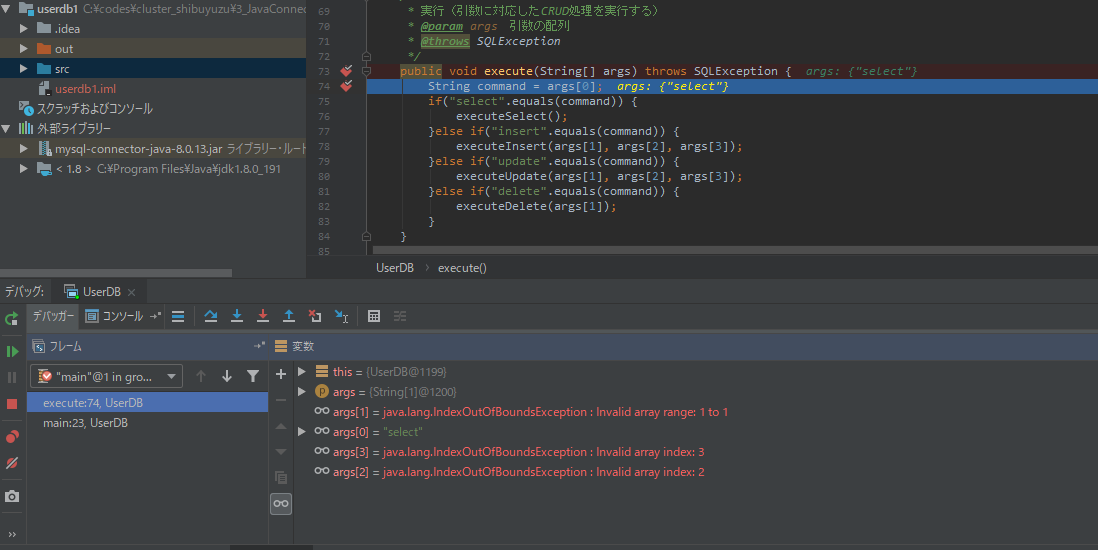 userdb1 C:¥codes¥cluster_shibuyuzu¥3_JavaConnec
.idea
out
src
userdb1.iml
スクラッチおよびコンソール
外部ライブラリー
mysql-connector-java-8.0.13.jar ライブラリー・ルート
< 1.8 > C:¥Program Files¥Java¥jdk1.8.0_191
69 * 実行（引数に対応したCRUD処理を実行する）
70 * @param args 引数の配列
71 * @throws SQLException
72 */
73 public void execute(String[] args) throws SQLException { args: {"select"}
74 String command = args[0]; args: {"select"}
75 if("select".equals(command)) {
76 executeSelect();
77 }else if("insert".equals(command)) {
78 executeInsert(args[1], args[2], args[3]);
79 }else if("update".equals(command)) {
80 executeUpdate(args[1], args[2], args[3]);
81 }else if("delete".equals(command)) {
82 executeDelete(args[1]);
83 }
84 }
85
UserDB › execute()
デバッグ: UserDB ×
デバッガー コンソール
フレーム
"main"@1 in gro...
execute:74, UserDB
main:23, UserDB
変数
this = {UserDB@1199}
args = {String[1]@1200}
args[1] = java.lang.IndexOutOfBoundsException : Invalid array range: 1 to 1
args[0] = "select"
args[3] = java.lang.IndexOutOfBoundsException : Invalid array index: 3
args[2] = java.lang.IndexOutOfBoundsException : Invalid array index: 2